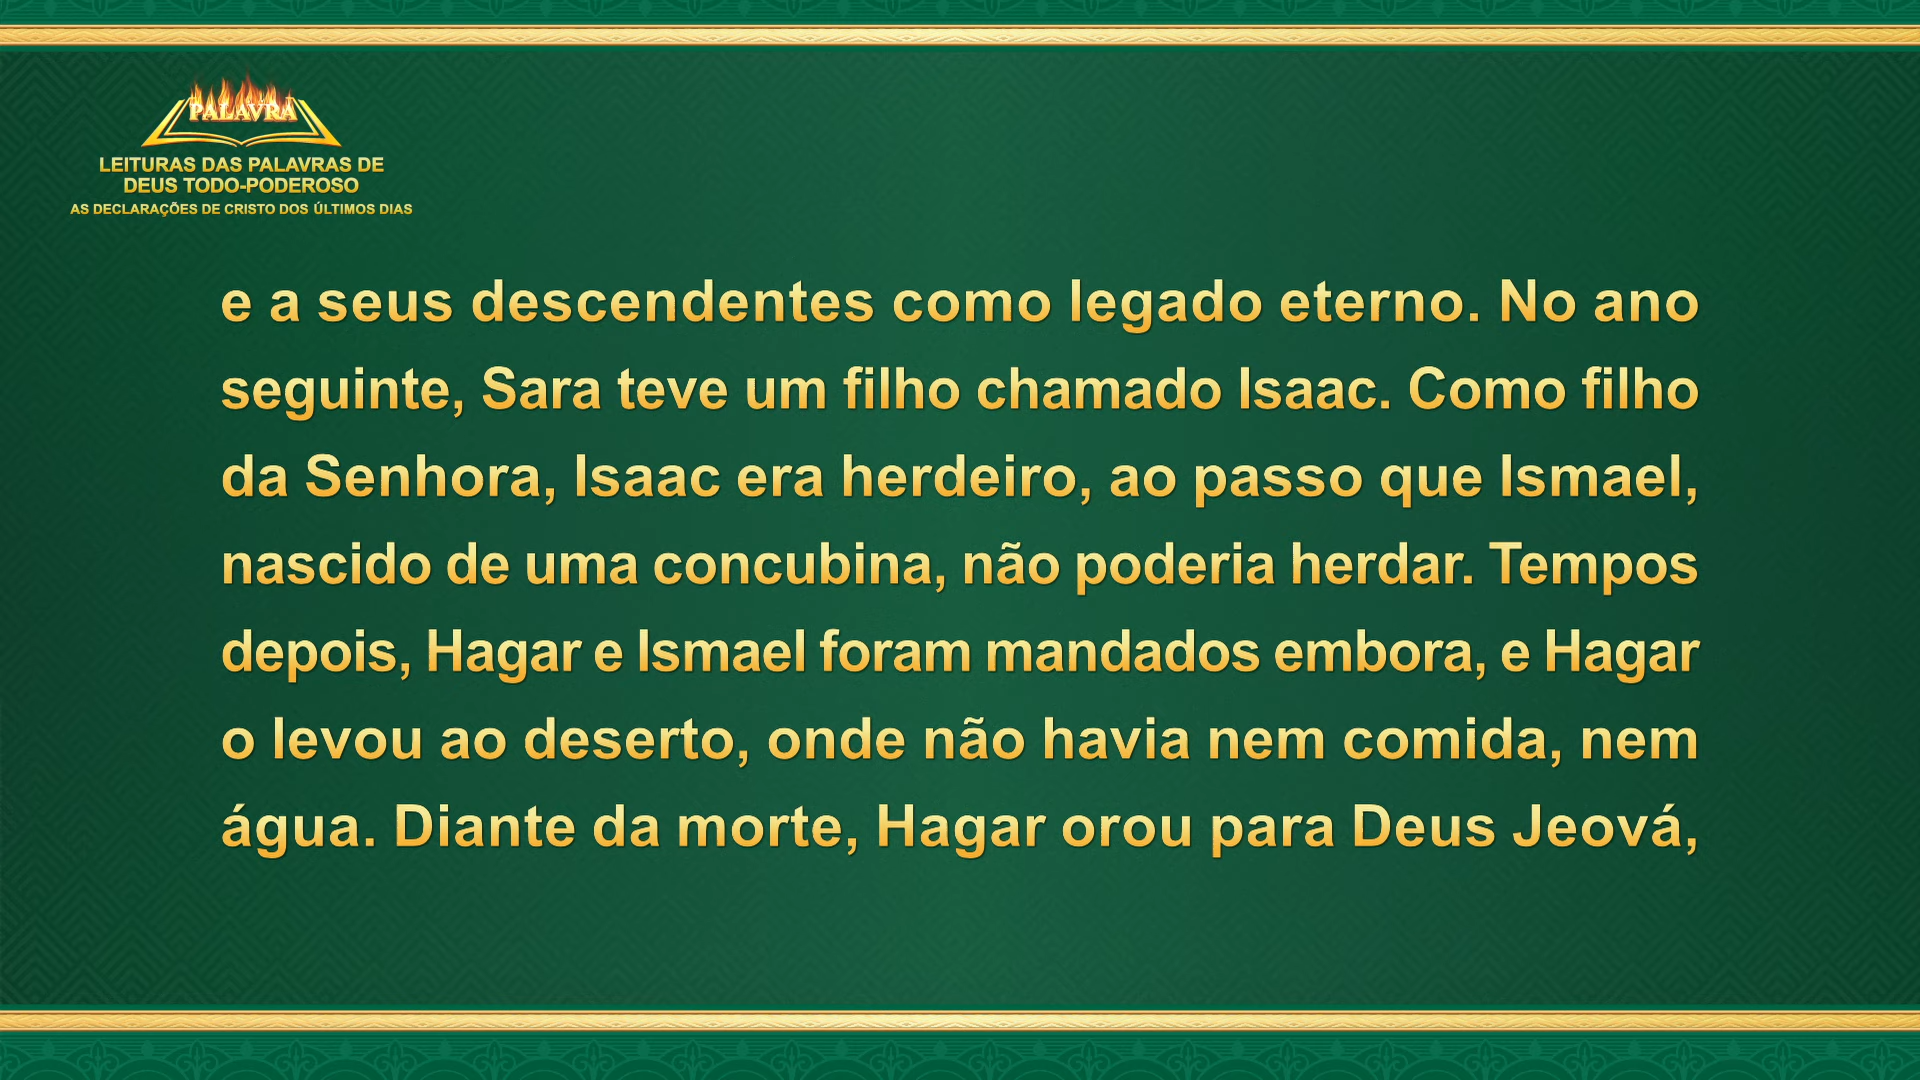 PALAVRA
LEITURAS DAS PALAVRAS DE
DEUS TODO-PODEROSO
AS DECLARAÇÕES DE CRISTO DOS ÚLTIMOS DIAS
e a seus descendentes como legado eterno. No ano
seguinte, Sara teve um filho chamado Isaac. Como filho
da Senhora, Isaac era herdeiro, ao passo que Ismael,
nascido de uma concubina, não poderia herdar. Tempos
depois, Hagar e Ismael foram mandados embora, e Hagar
o levou ao deserto, onde não havia nem comida, nem
água. Diante da morte, Hagar orou para Deus Jeová,